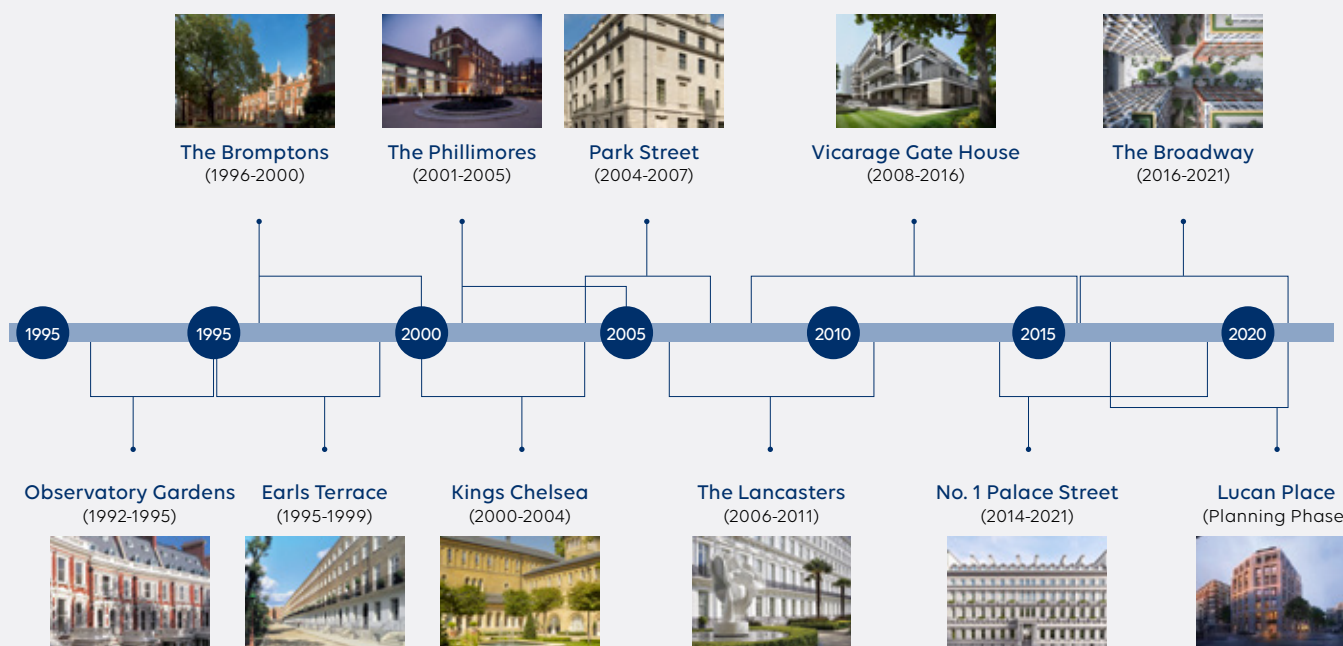 The Bromptons
(1996-2000)
The Phillimores
(2001-2005)
Park Street
(2004-2007)
Vicarage Gate House
(2008-2016)
The Broadway
(2016-2021)
1995
1995
2000
2005
2010
2015
2020
Observatory Gardens
(1992-1995)
Earls Terrace
(1995-1999)
Kings Chelsea
(2000-2004)
The Lancasters
(2006-2011)
No. 1 Palace Street
(2014-2021)
Lucan Place
(Planning Phase